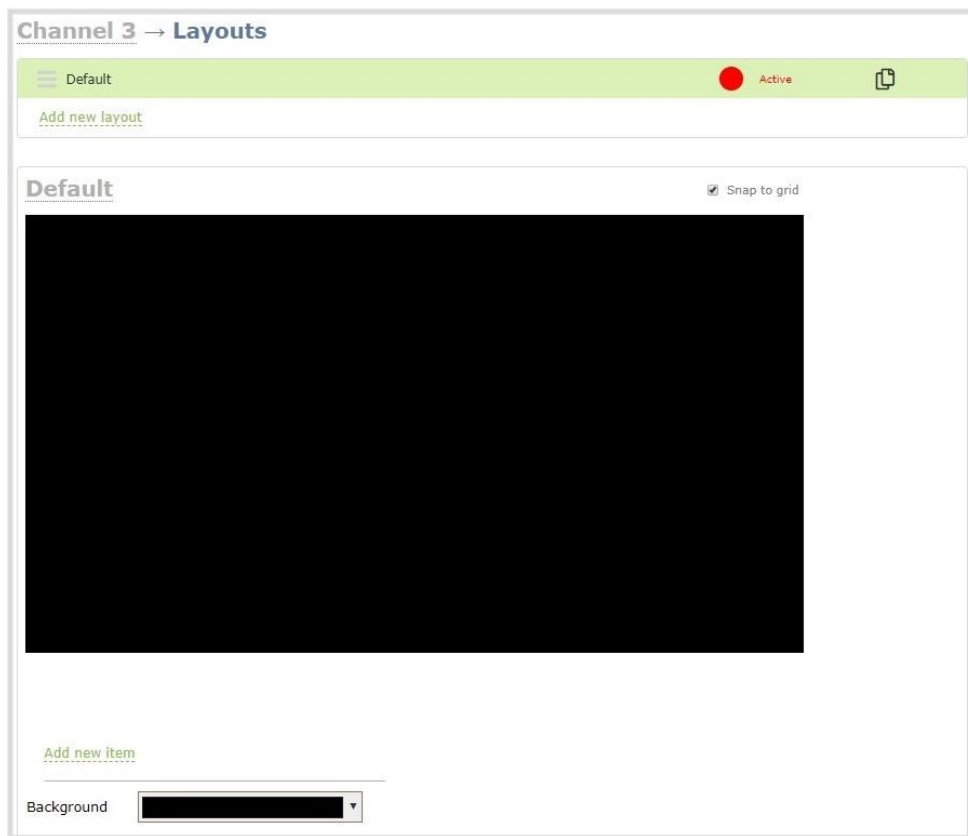 Channel 3 → Layouts
Default Active
Add new layout
Default Snap to grid
Add new item
Background